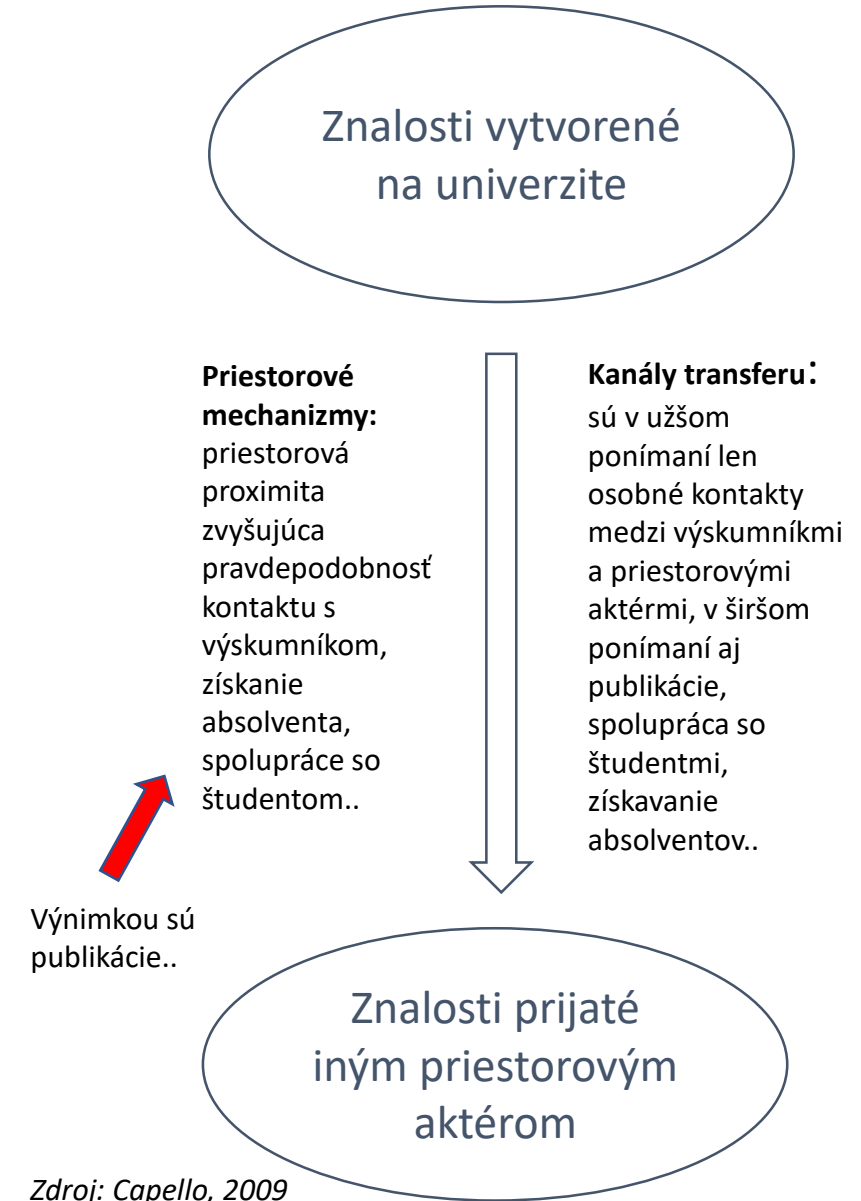 Znalosti vytvorené
na univerzite
Priestorové
mechanizmy:
priestorová
proximita
zvyšujúca
pravdepodobnosť
kontaktu s
výskumníkom,
získanie
absolventa,
spolupráce so
študentom..
Kanály transferu:
sú v užšom
ponímaní len
osobné kontakty
medzi výskumníkmi
a priestorovými
aktérmi, v širšom
ponímaní aj
publikácie,
spolupráca so
študentmi,
získavanie
absolventov..
Výnimkou sú
publikácie..
Znalosti prijaté
iným priestorovým
aktérom
Zdroj: Capello, 2009